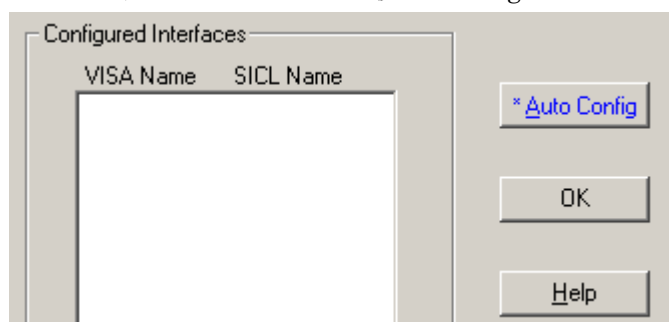 Configured Interfaces
VISA Name SICL Name
* Auto Config
OK
Help